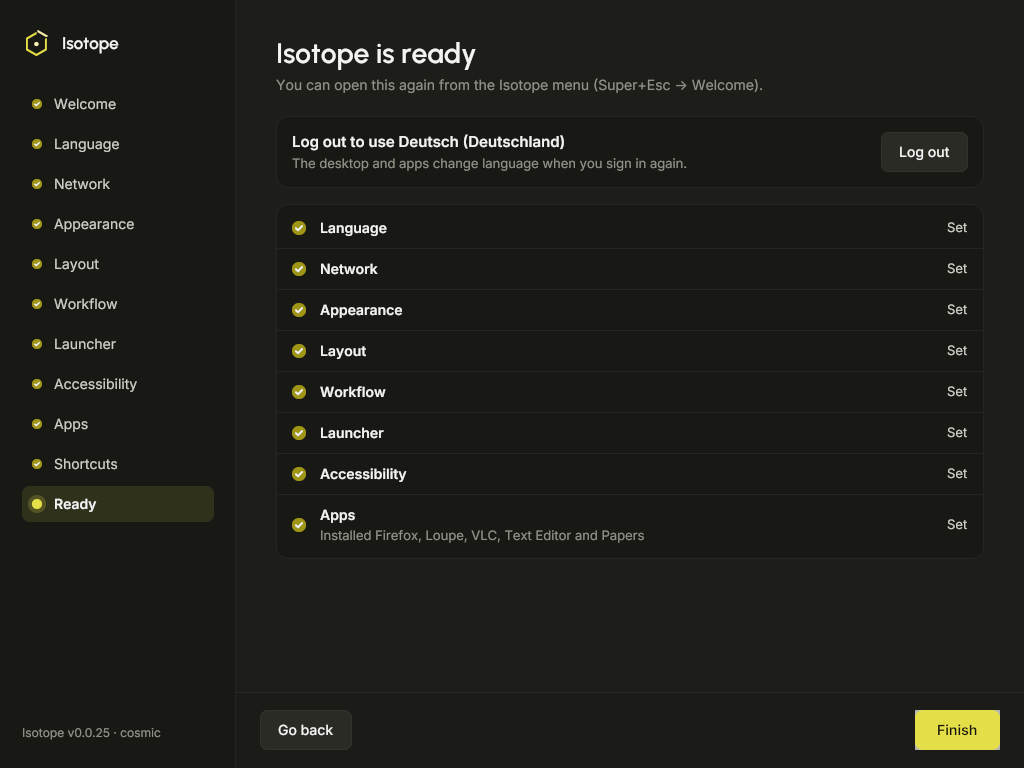 Isotope
Welcome
Language
Network
Appearance
Layout
Workflow
Launcher
Accessibility
Apps
Shortcuts
Ready
Isotope v0.0.25 · cosmic
Isotope is ready
You can open this again from the Isotope menu (Super+Esc → Welcome).
Log out to use Deutsch (Deutschland)
The desktop and apps change language when you sign in again.
Log out
Language Set
Network Set
Appearance Set
Layout Set
Workflow Set
Launcher Set
Accessibility Set
Apps
Installed Firefox, Loupe, VLC, Text Editor and Papers
Set
Go back
Finish